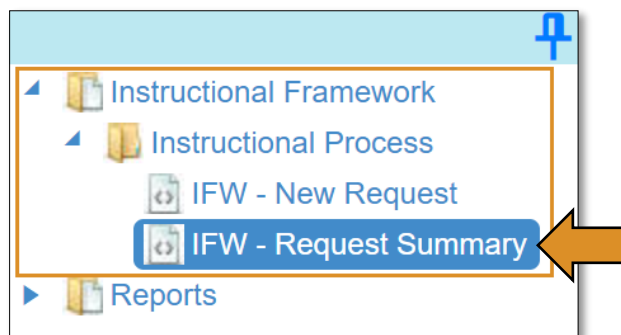 Instructional Framework
Instructional Process
IFW - New Request
IFW - Request Summary
Reports